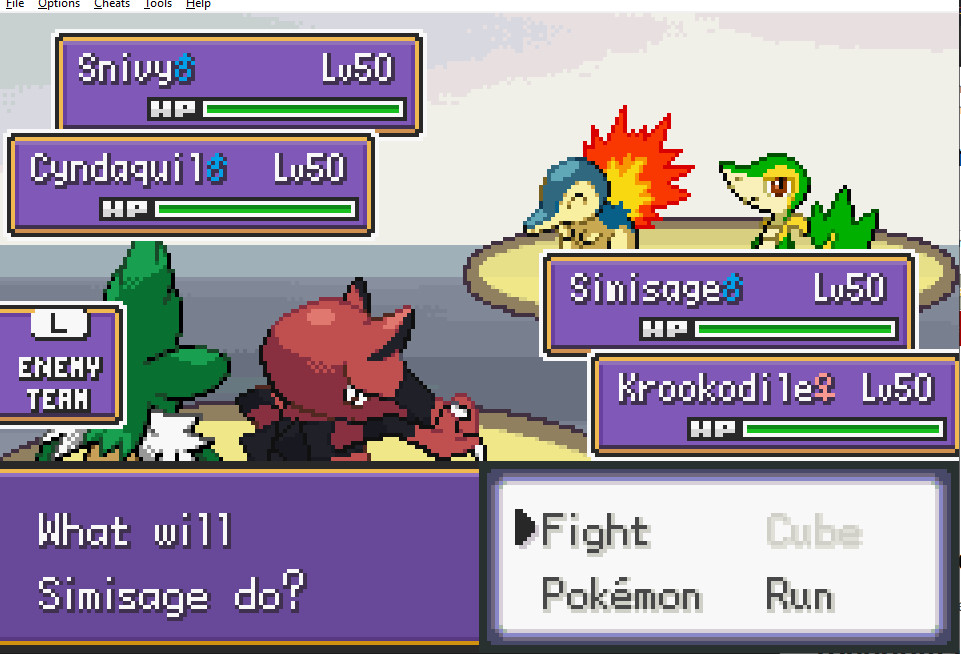 File Options Cheats Tools Help
Snivy♂ Lv50
HP
Cyndaquil♂ Lv50
HP
Simisage♂ Lv50
HP
L
ENEMY
TEAM
Krookodile♀ Lv50
HP
What will
Simisage do?
Fight Cube
Pokémon Run